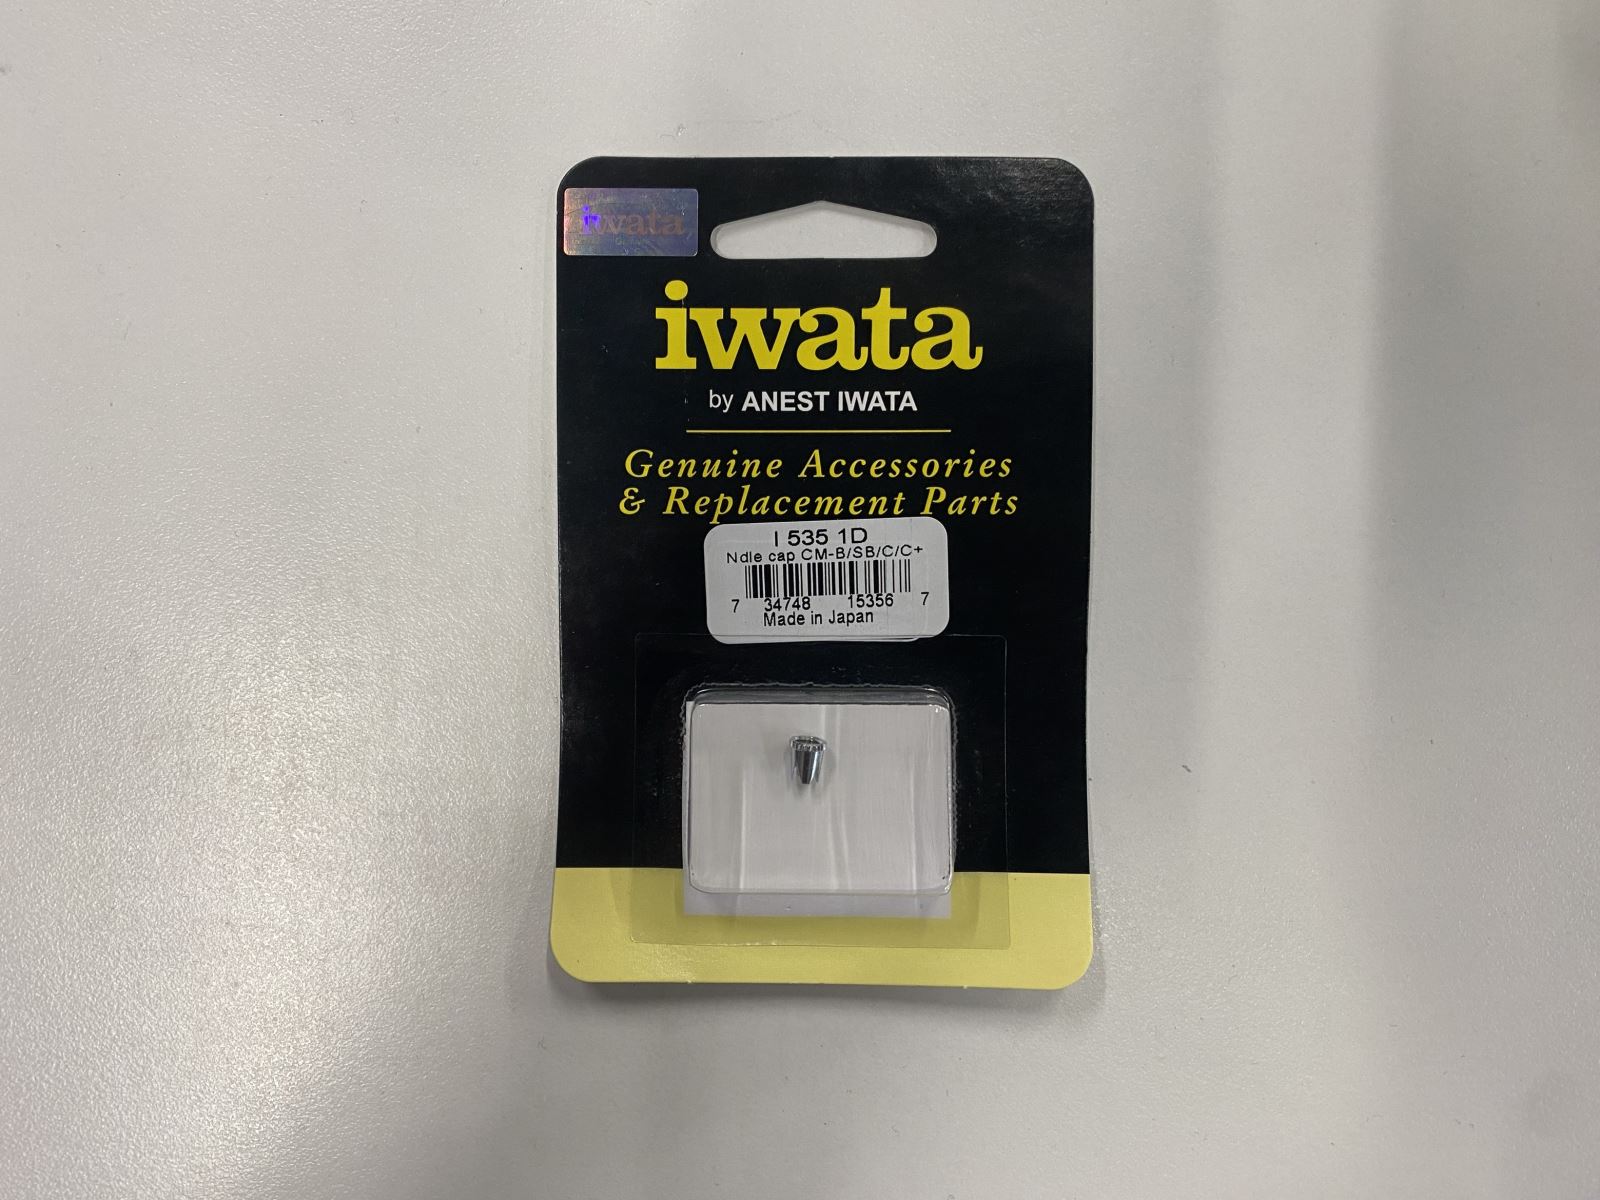 iwata
iwata
by ANEST IWATA
Genuine Accessories
& Replacement Parts
I 535 1D
Ndle cap CM-B/SB/C/C+
7 34748 15356 7
Made in Japan